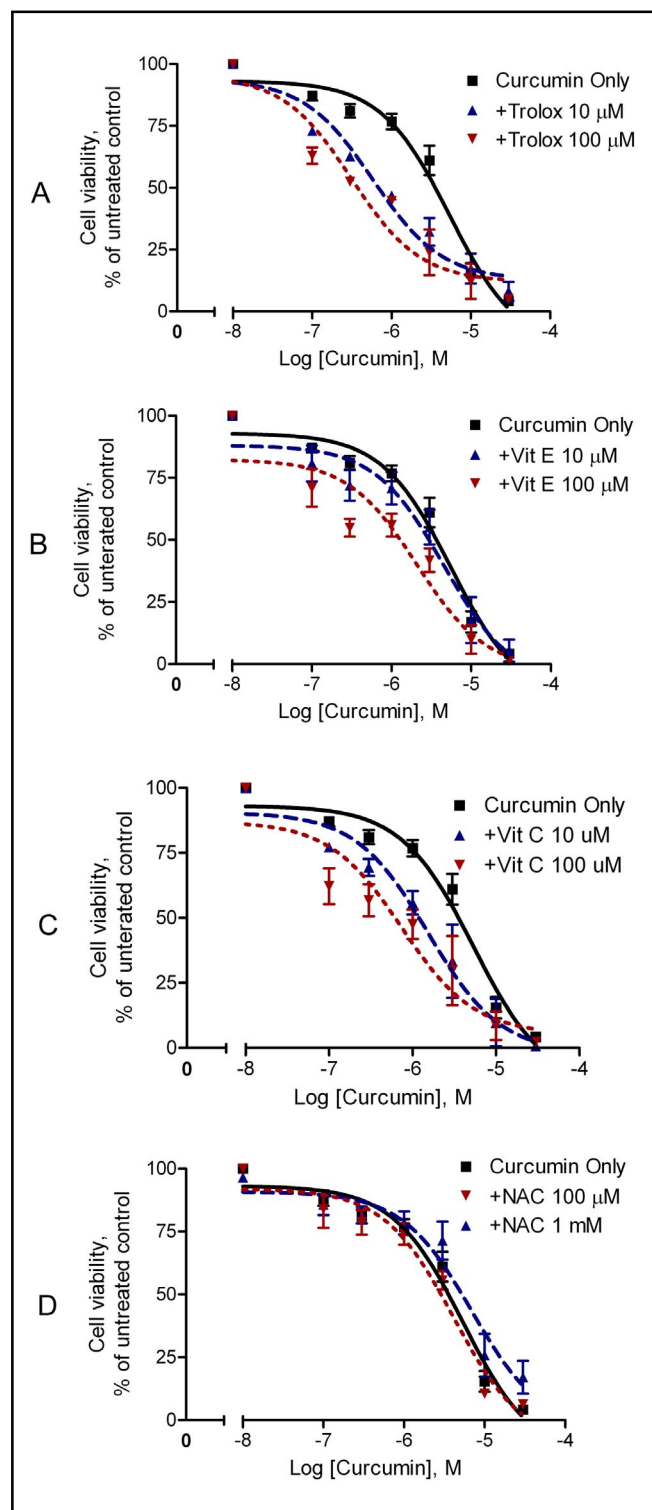 A
Cell viability,
% of untreated control
100
75
50
25
0
Curcumin Only
+Trolox 10 μM
+Trolox 100 μM
0 -8 -7 -6 -5 -4
Log [Curcumin], M
B
Cell viability,
% of unterated control
100
75
50
25
0
Curcumin Only
+Vit E 10 μM
+Vit E 100 μM
0 -8 -7 -6 -5 -4
Log [Curcumin], M
C
Cell viability,
% of unterated control
100
75
50
25
0
Curcumin Only
+Vit C 10 uM
+Vit C 100 uM
0 -8 -7 -6 -5 -4
Log [Curcumin], M
D
Cell viability,
% of untreated control
100
75
50
25
0
Curcumin Only
+NAC 100 μM
+NAC 1 mM
0 -8 -7 -6 -5 -4
Log [Curcumin], M